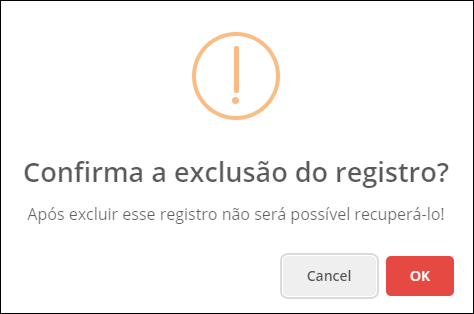 Confirma a exclusão do registro?
Após excluir esse registro não será possível recuperá-lo!
Cancel OK